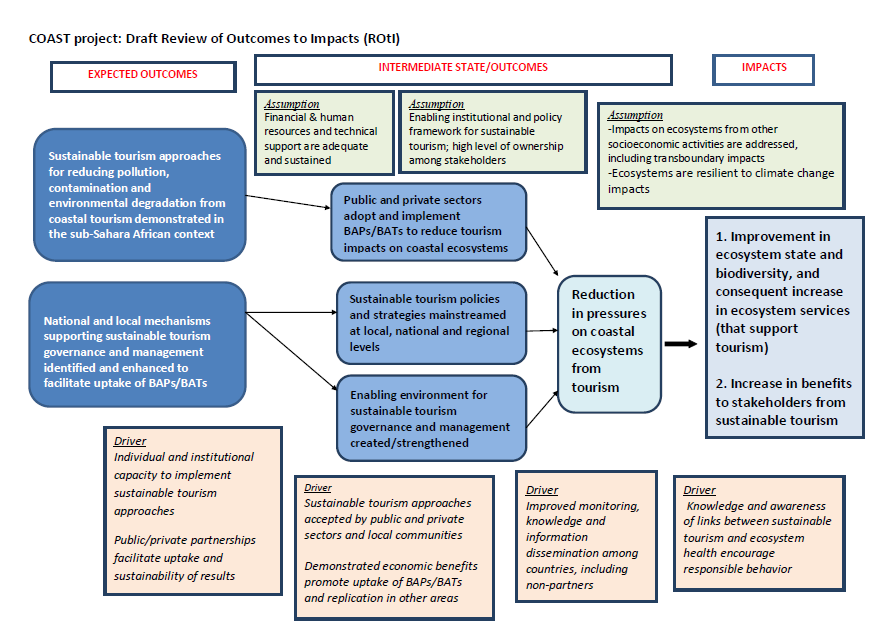 COAST project: Draft Review of Outcomes to Impacts (ROtI)
EXPECTED OUTCOMES
INTERMEDIATE STATE/OUTCOMES
IMPACTS
Assumption
Financial & human
resources and technical
support are adequate
and sustained
Assumption
Enabling institutional and policy
framework for sustainable
tourism; high level of ownership
among stakeholders
Assumption
-Impacts on ecosystems from other
socioeconomic activities are addressed,
including transboundary impacts
-Ecosystems are resilient to climate change
impacts
Sustainable tourism approaches
for reducing pollution,
contamination and
environmental degradation from
coastal tourism demonstrated in
the sub-Sahara African context
Public and private sectors
adopt and implement
BAPs/BATs to reduce tourism
impacts on coastal ecosystems
National and local mechanisms
supporting sustainable tourism
governance and management
identified and enhanced to
facilitate uptake of BAPs/BATs
Sustainable tourism policies
and strategies mainstreamed
at local, national and regional
levels
Enabling environment for
sustainable tourism
governance and management
created/strengthened
Reduction
in pressures
on coastal
ecosystems
from
tourism
1. Improvement in
ecosystem state and
biodiversity, and
consequent increase
in ecosystem services
(that support
tourism)
2. Increase in benefits
to stakeholders from
sustainable tourism
Driver
Individual and institutional
capacity to implement
sustainable tourism
approaches
Public/private partnerships
facilitate uptake and
sustainability of results
Driver
Sustainable tourism approaches
accepted by public and private
sectors and local communities
Demonstrated economic benefits
promote uptake of BAPs/BATs
and replication in other areas
Driver
Improved monitoring,
knowledge and
information
dissemination among
countries, including
non-partners
Driver
Knowledge and awareness
of links between sustainable
tourism and ecosystem
health encourage
responsible behavior